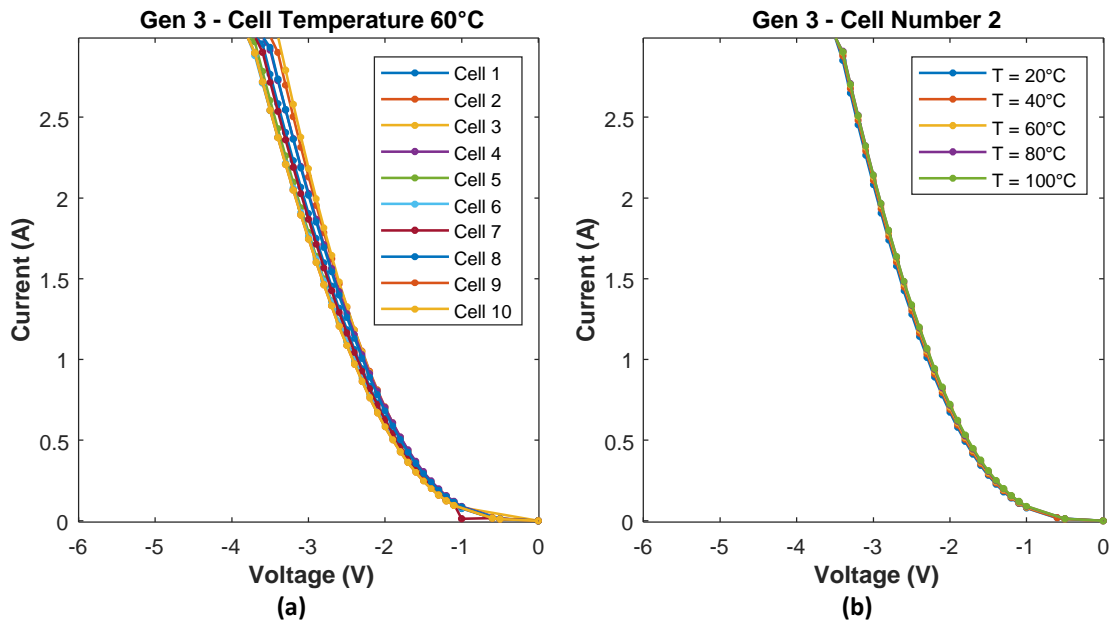 Gen 3 - Cell Temperature 60°C
Current (A)
2.5
2
1.5
1
0.5
0
-6
-5
-4
-3
-2
-1
0
Voltage (V)
Cell 1
Cell 2
Cell 3
Cell 4
Cell 5
Cell 6
Cell 7
Cell 8
Cell 9
Cell 10
(a)
Gen 3 - Cell Number 2
Current (A)
2.5
2
1.5
1
0.5
0
-6
-5
-4
-3
-2
-1
0
Voltage (V)
T = 20°C
T = 40°C
T = 60°C
T = 80°C
T = 100°C
(b)